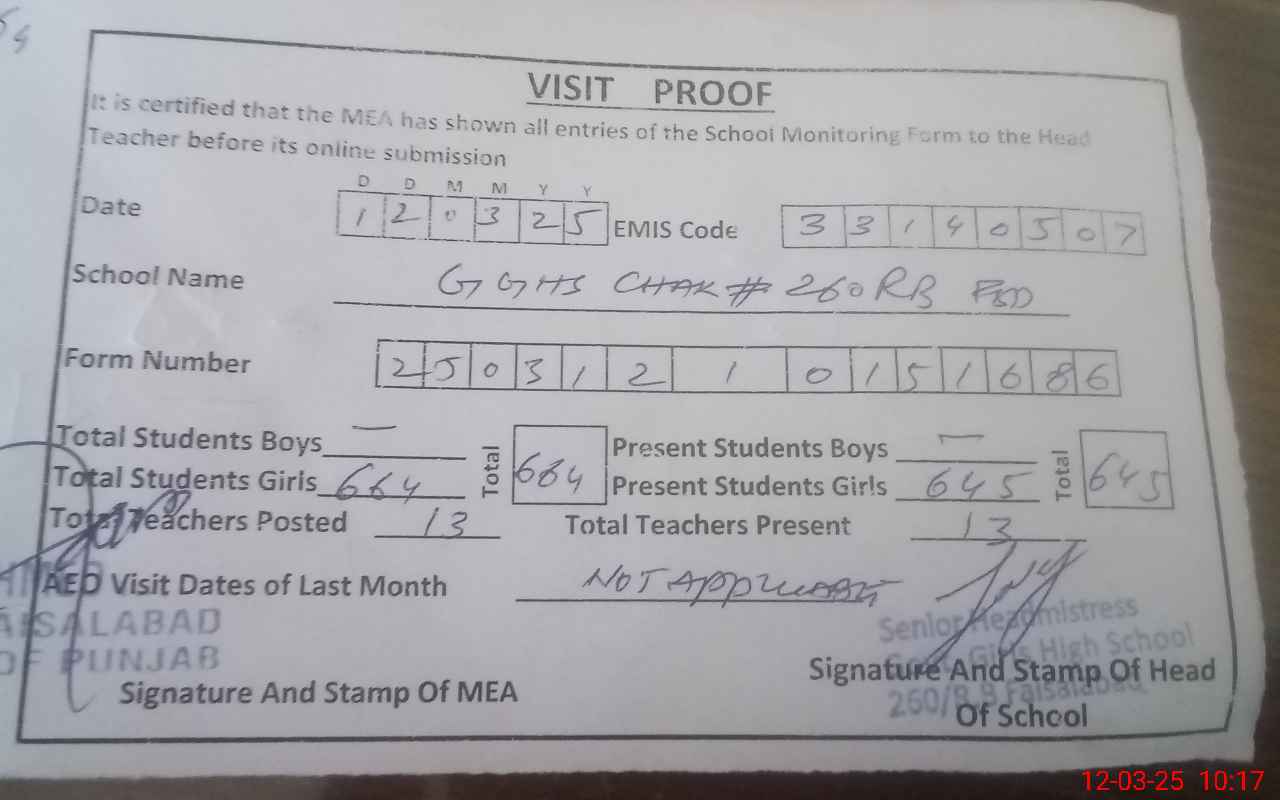 VISIT PROOF
It is certified that the MEA has shown all entries of the School Monitoring Form to the Head
Teacher before its online submission
D D M M Y Y
Date 1 2 0 3 2 5 EMIS Code 3 3 1 4 0 5 0 7
School Name GGHS CHAK # 260 RB FSD
Form Number 2 5 0 3 1 2 1 0 1 5 1 6 8 6
Total Students Boys — Total 664 Present Students Boys — Total 645
Total Students Girls 664 Present Students Girls 645
Total Teachers Posted 13 Total Teachers Present 13
AEO Visit Dates of Last Month NOT Applicable
AISALABAD
OF PUNJAB
Senior Headmistress
Govt. Girls High School
260/R.B Faisalabad
Signature And Stamp Of MEA
Signature And Stamp Of Head
Of School
12-03-25 10:17